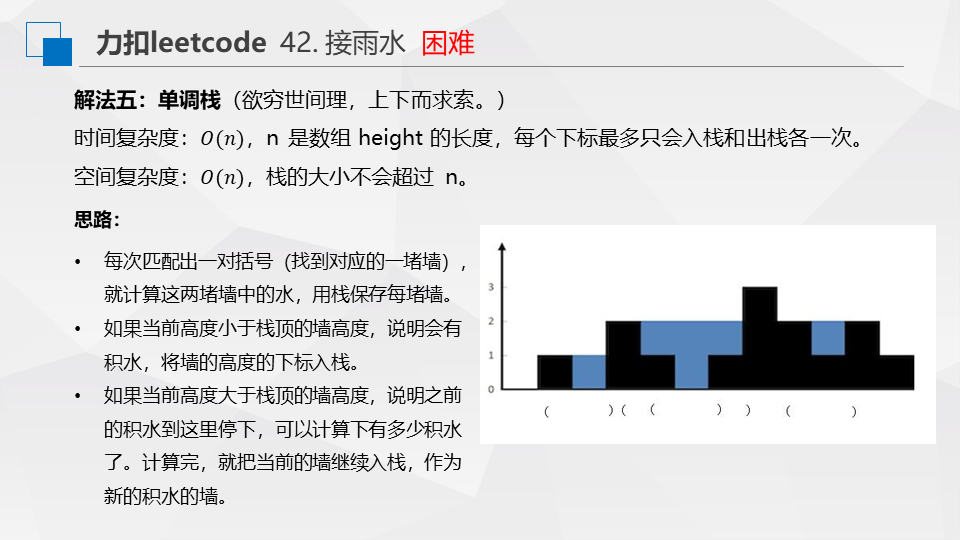 力扣leetcode 42. 接雨水 困难
解法五：单调栈（欲穷世间理，上下而求索。）
时间复杂度：O(n)，n 是数组 height 的长度，每个下标最多只会入栈和出栈各一次。
空间复杂度：O(n)，栈的大小不会超过 n。
思路：
• 每次匹配出一对括号（找到对应的一堵墙），
就计算这两堵墙中的水，用栈保存每堵墙。
• 如果当前高度小于栈顶的墙高度，说明会有
积水，将墙的高度的下标入栈。
• 如果当前高度大于栈顶的墙高度，说明之前
的积水到这里停下，可以计算下有多少积水
了。计算完，就把当前的墙继续入栈，作为
新的积水的墙。
3
2
1
0
（ ）（ （ ） ） （ ）